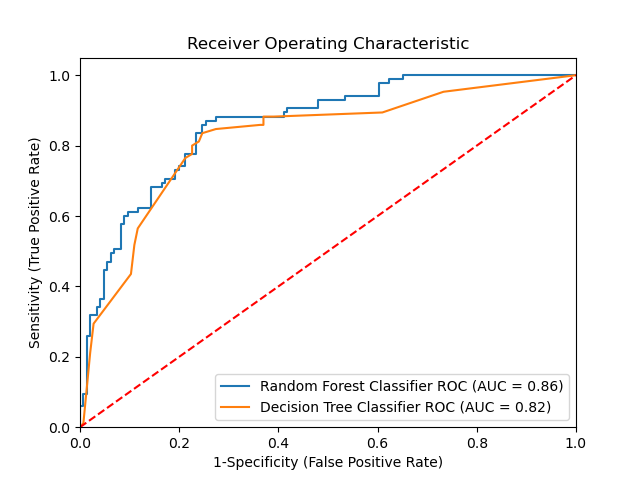 Receiver Operating Characteristic
Sensitivity (True Positive Rate)
1.0
0.8
0.6
0.4
0.2
0.0
Random Forest Classifier ROC (AUC = 0.86)
Decision Tree Classifier ROC (AUC = 0.82)
0.0 0.2 0.4 0.6 0.8 1.0
1-Specificity (False Positive Rate)